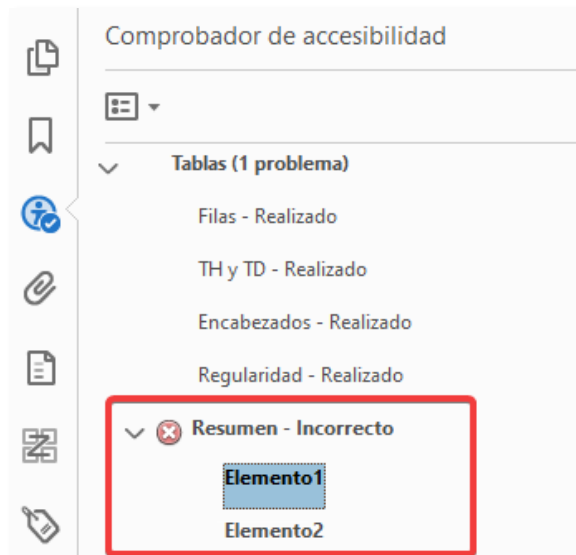 Comprobador de accesibilidad
Tablas (1 problema)
Filas - Realizado
TH y TD - Realizado
Encabezados - Realizado
Regularidad - Realizado
Resumen - Incorrecto
Elemento1
Elemento2